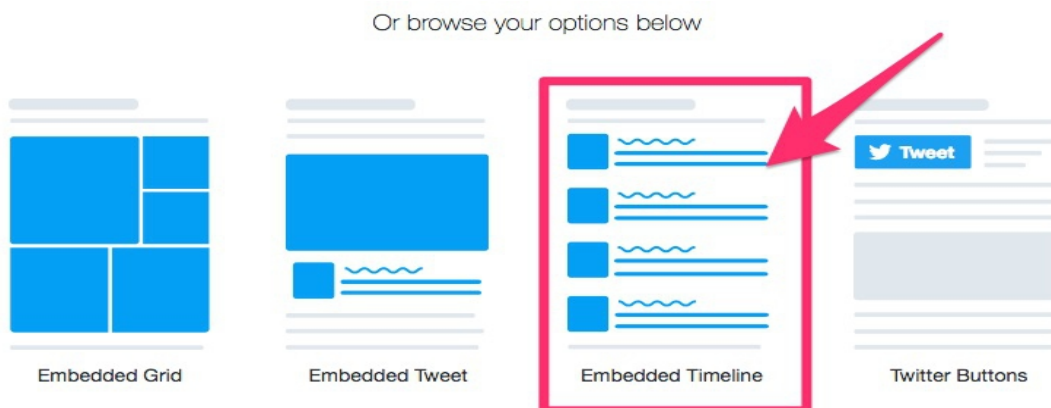 Or browse your options below
Tweet
Embedded Grid
Embedded Tweet
Embedded Timeline
Twitter Buttons